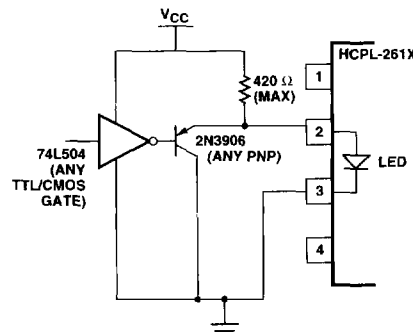 VCC
HCPL-261X
420 Ω
(MAX)
1
2
2N3906
(ANY PNP)
74L504
(ANY
TTL/CMOS
GATE)
LED
3
4